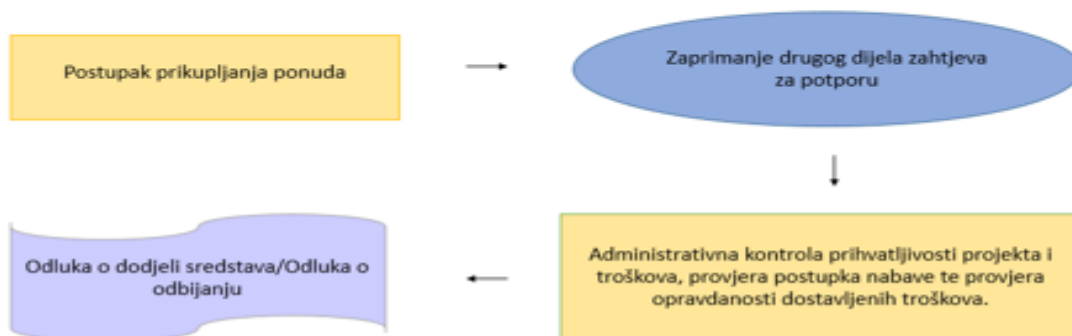 Postupak prikupljanja ponuda
Zaprimanje drugog dijela zahtjeva
za potporu
Administrativna kontrola prihvatljivosti projekta i
troškova, provjera postupka nabave te provjera
opravdanosti dostavljenih troškova.
Odluka o dodjeli sredstava/Odluka o
odbijanju